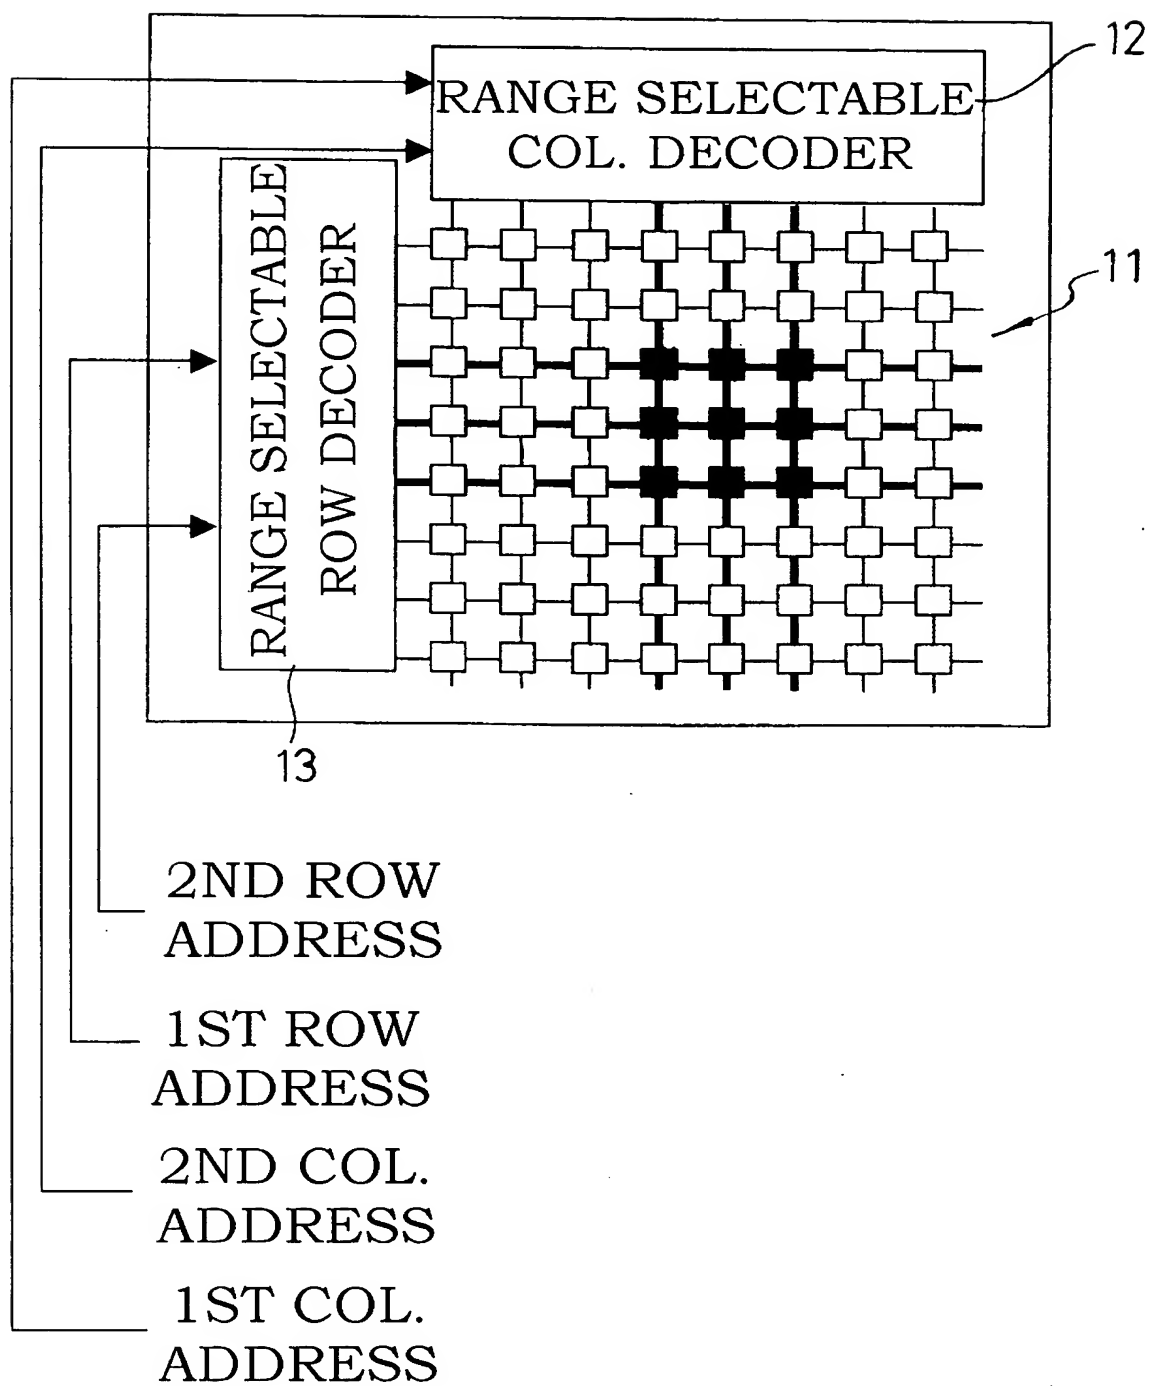 12
RANGE SELECTABLE
COL. DECODER
RANGE SELECTABLE
ROW DECODER
11
13
2ND ROW
ADDRESS
1ST ROW
ADDRESS
2ND COL.
ADDRESS
1ST COL.
ADDRESS